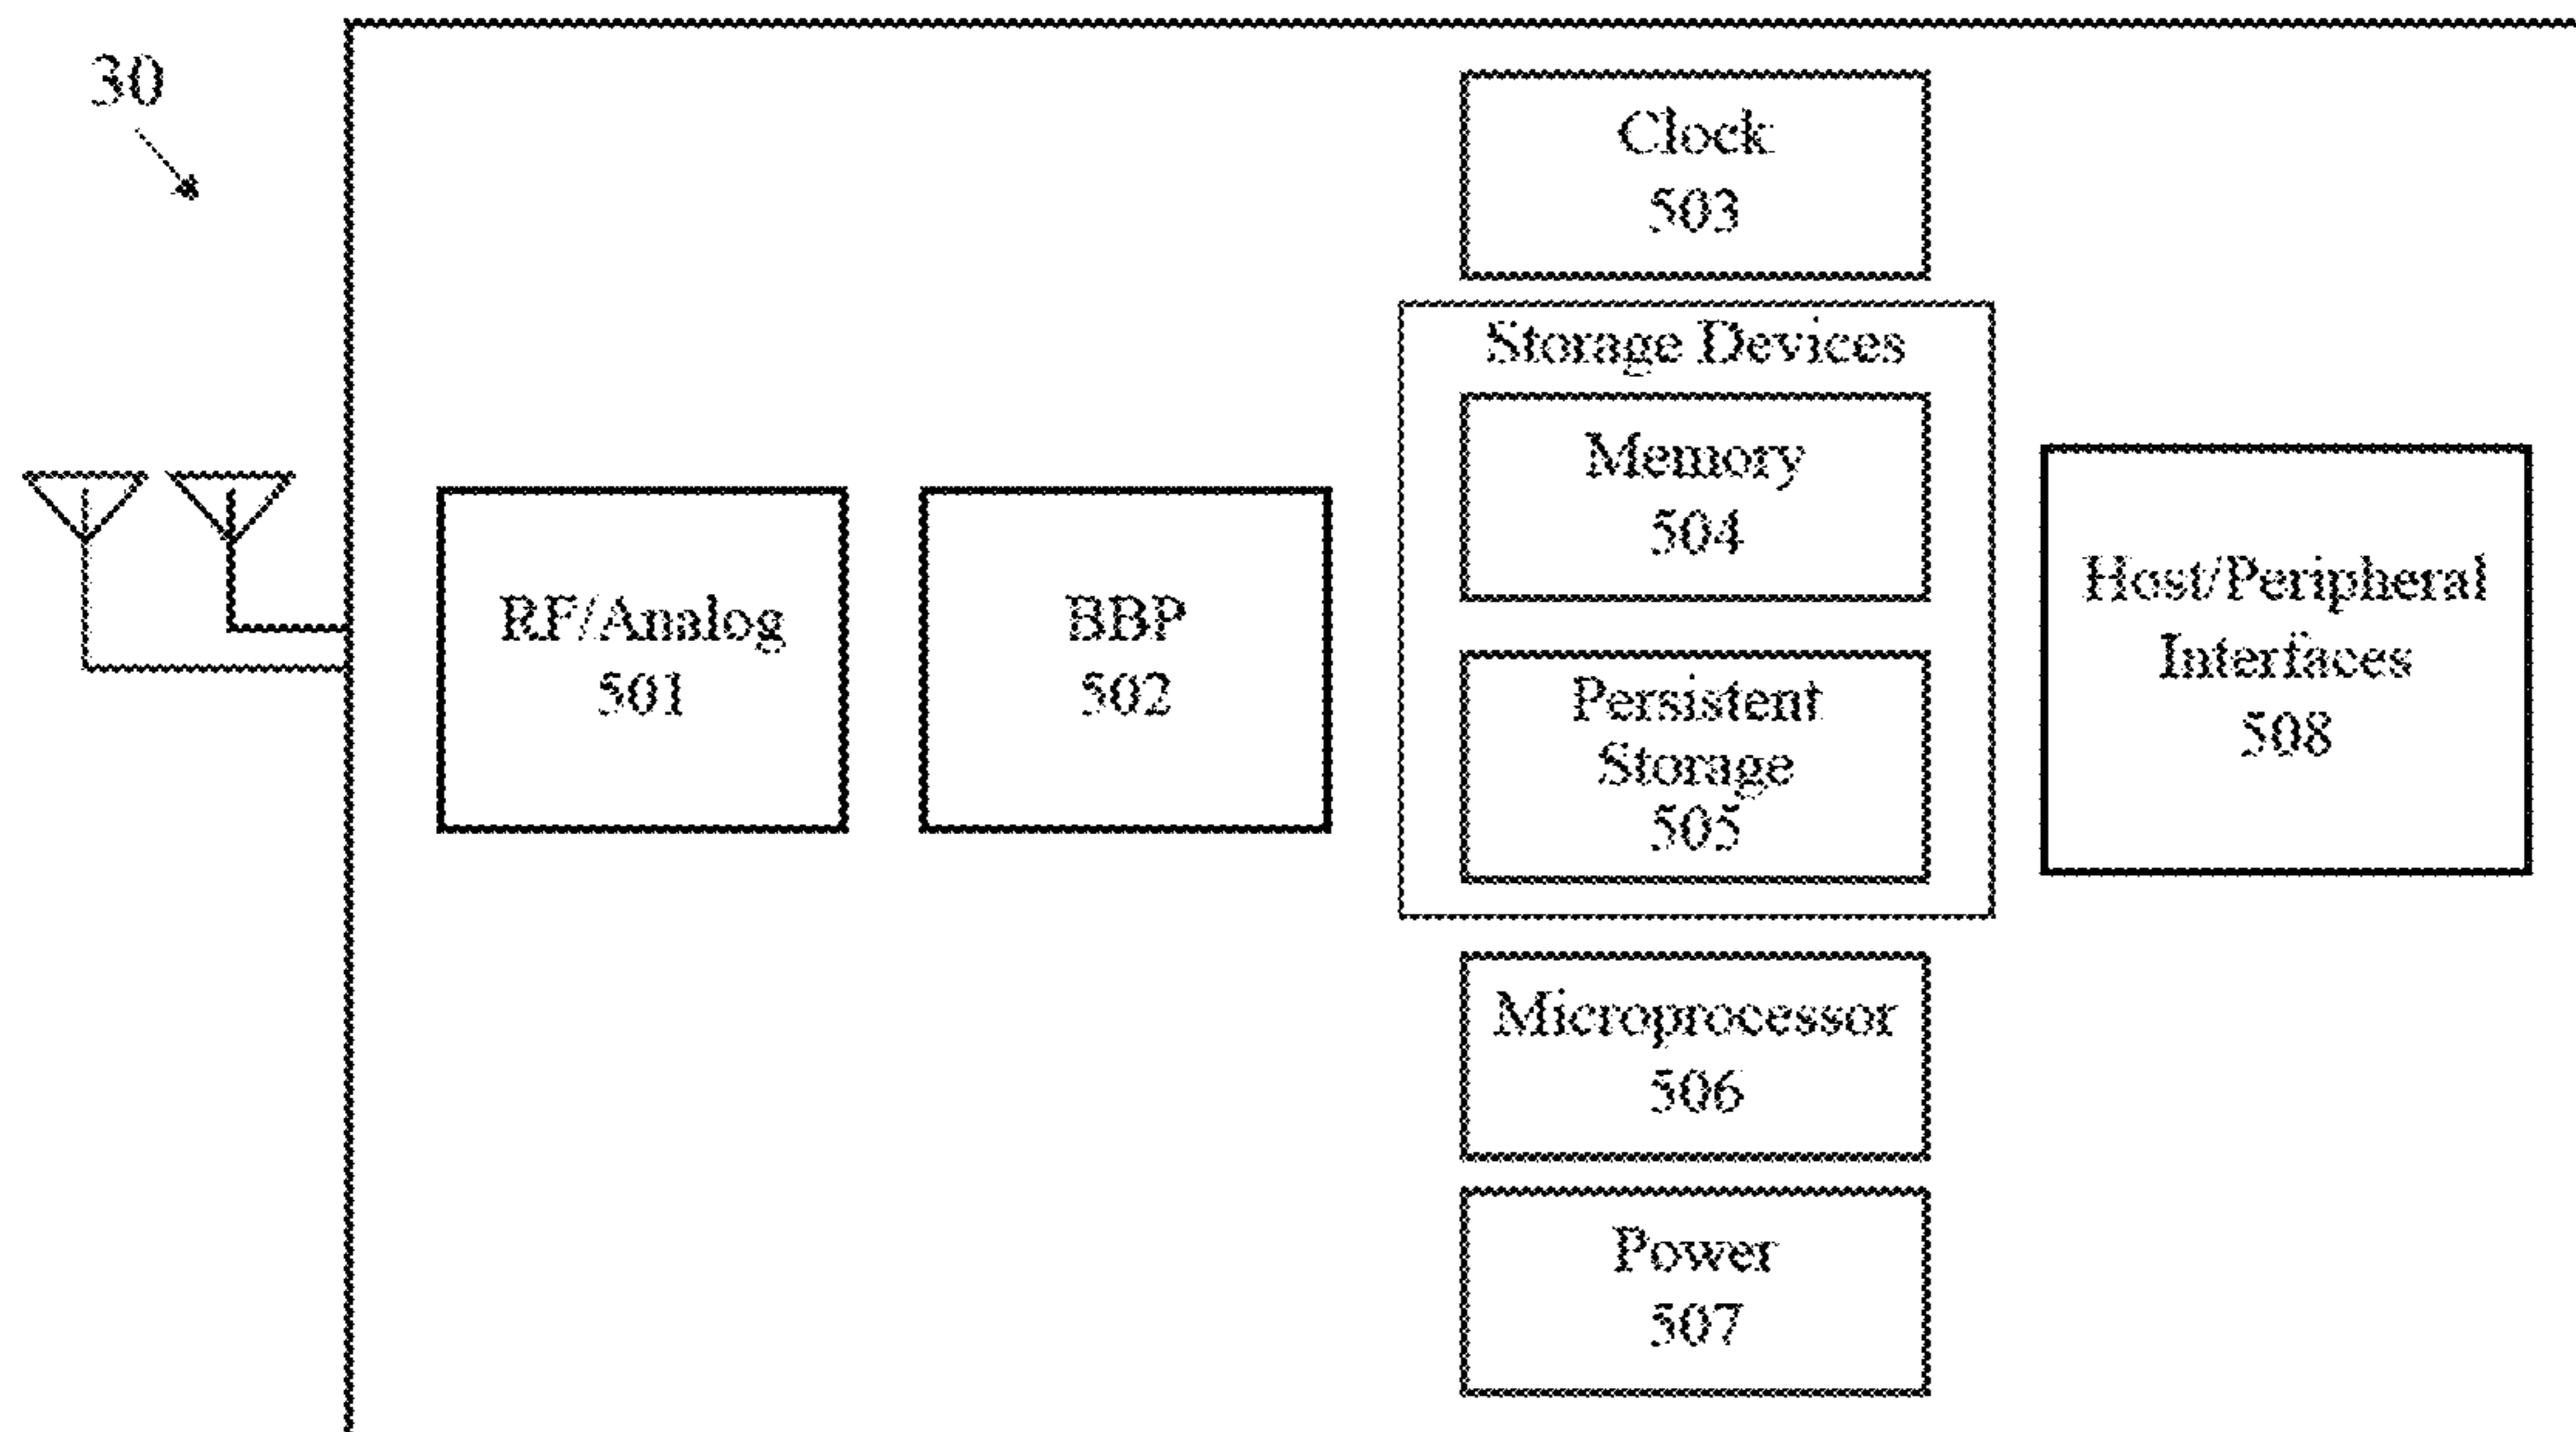 30
Clock
503
Storage Devices
Memory
504
RF/Analog
501
BBP
502
Persistent
Storage
505
Host/Peripheral
Interfaces
508
Microprocessor
506
Power
507